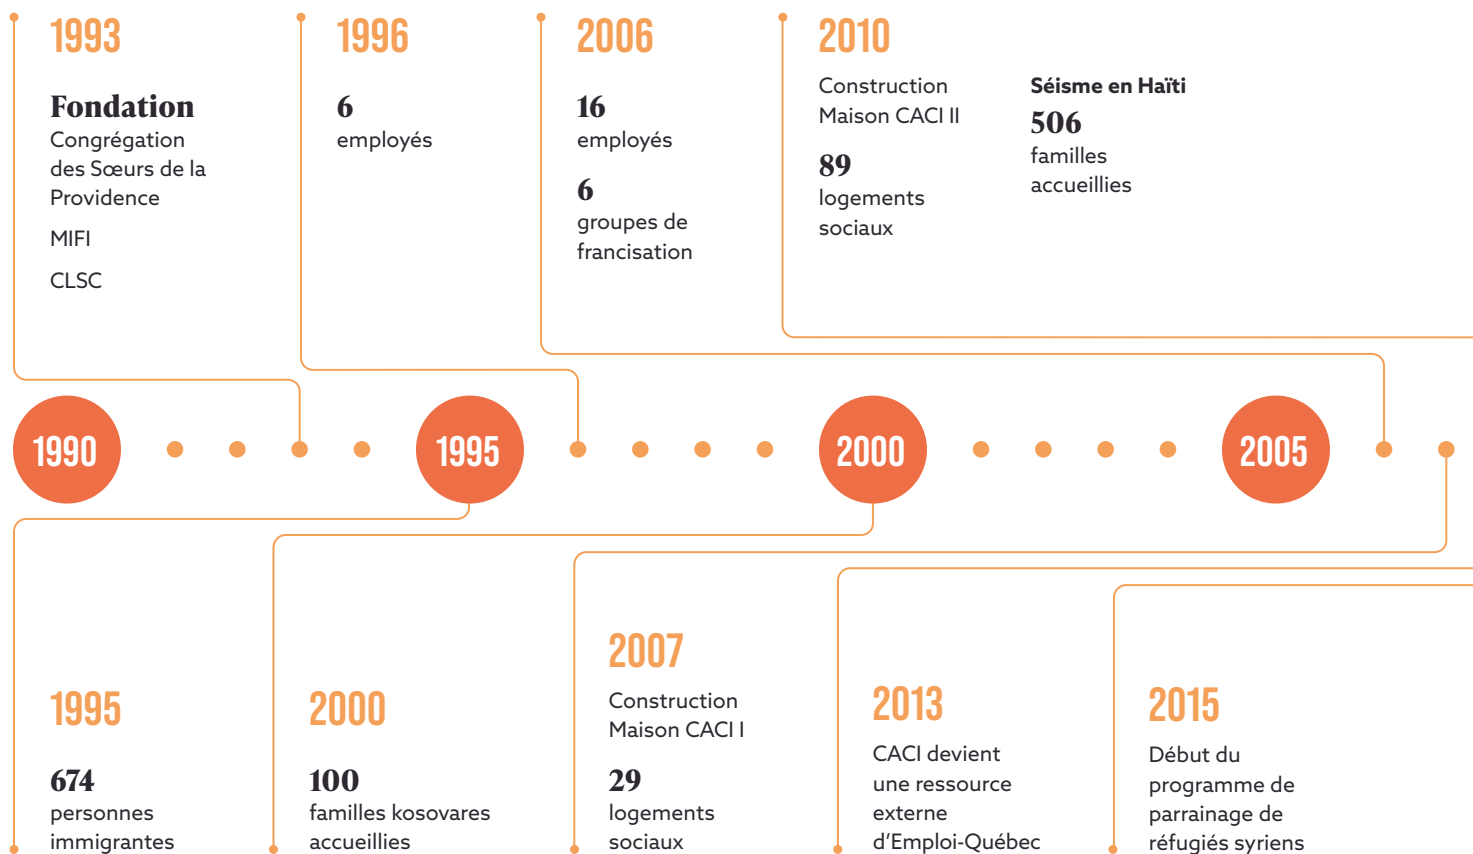 1993
Fondation
Congrégation
des Sœurs de la
Providence
MIFI
CLSC
1996
6
employés
2006
16
employés
6
groupes de
francisation
2010
Construction
Maison CACI II
89
logements
sociaux
Séisme en Haïti
506
familles
accueillies
1990
1995
2000
2005
1995
674
personnes
immigrantes
2000
100
familles kosovares
accueillies
2007
Construction
Maison CACI I
29
logements
sociaux
2013
CACI devient
une ressource
externe
d'Emploi-Québec
2015
Début du
programme de
parrainage de
réfugiés syriens